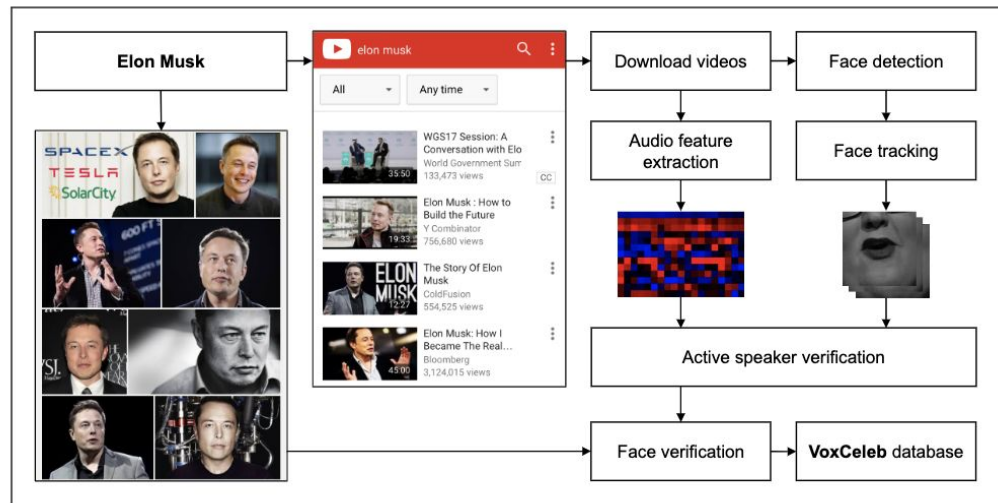 Elon Musk
elon musk
All
Any time
WGS17 Session: A
Conversation with Elo
World Government Sum
133,473 views
CC
35:50
Elon Musk : How to
Build the Future
Y Combinator
756,680 views
19:33
The Story Of Elon
Musk
ColdFusion
554,525 views
ELON
MUSK
12:27
Elon Musk: How I
Became The Real...
Bloomberg
3,124,015 views
45:00
SPACEX
TESLA
SolarCity
600 FT
WSJ.
Download videos
Face detection
Audio feature
extraction
Face tracking
Active speaker verification
Face verification
VoxCeleb database